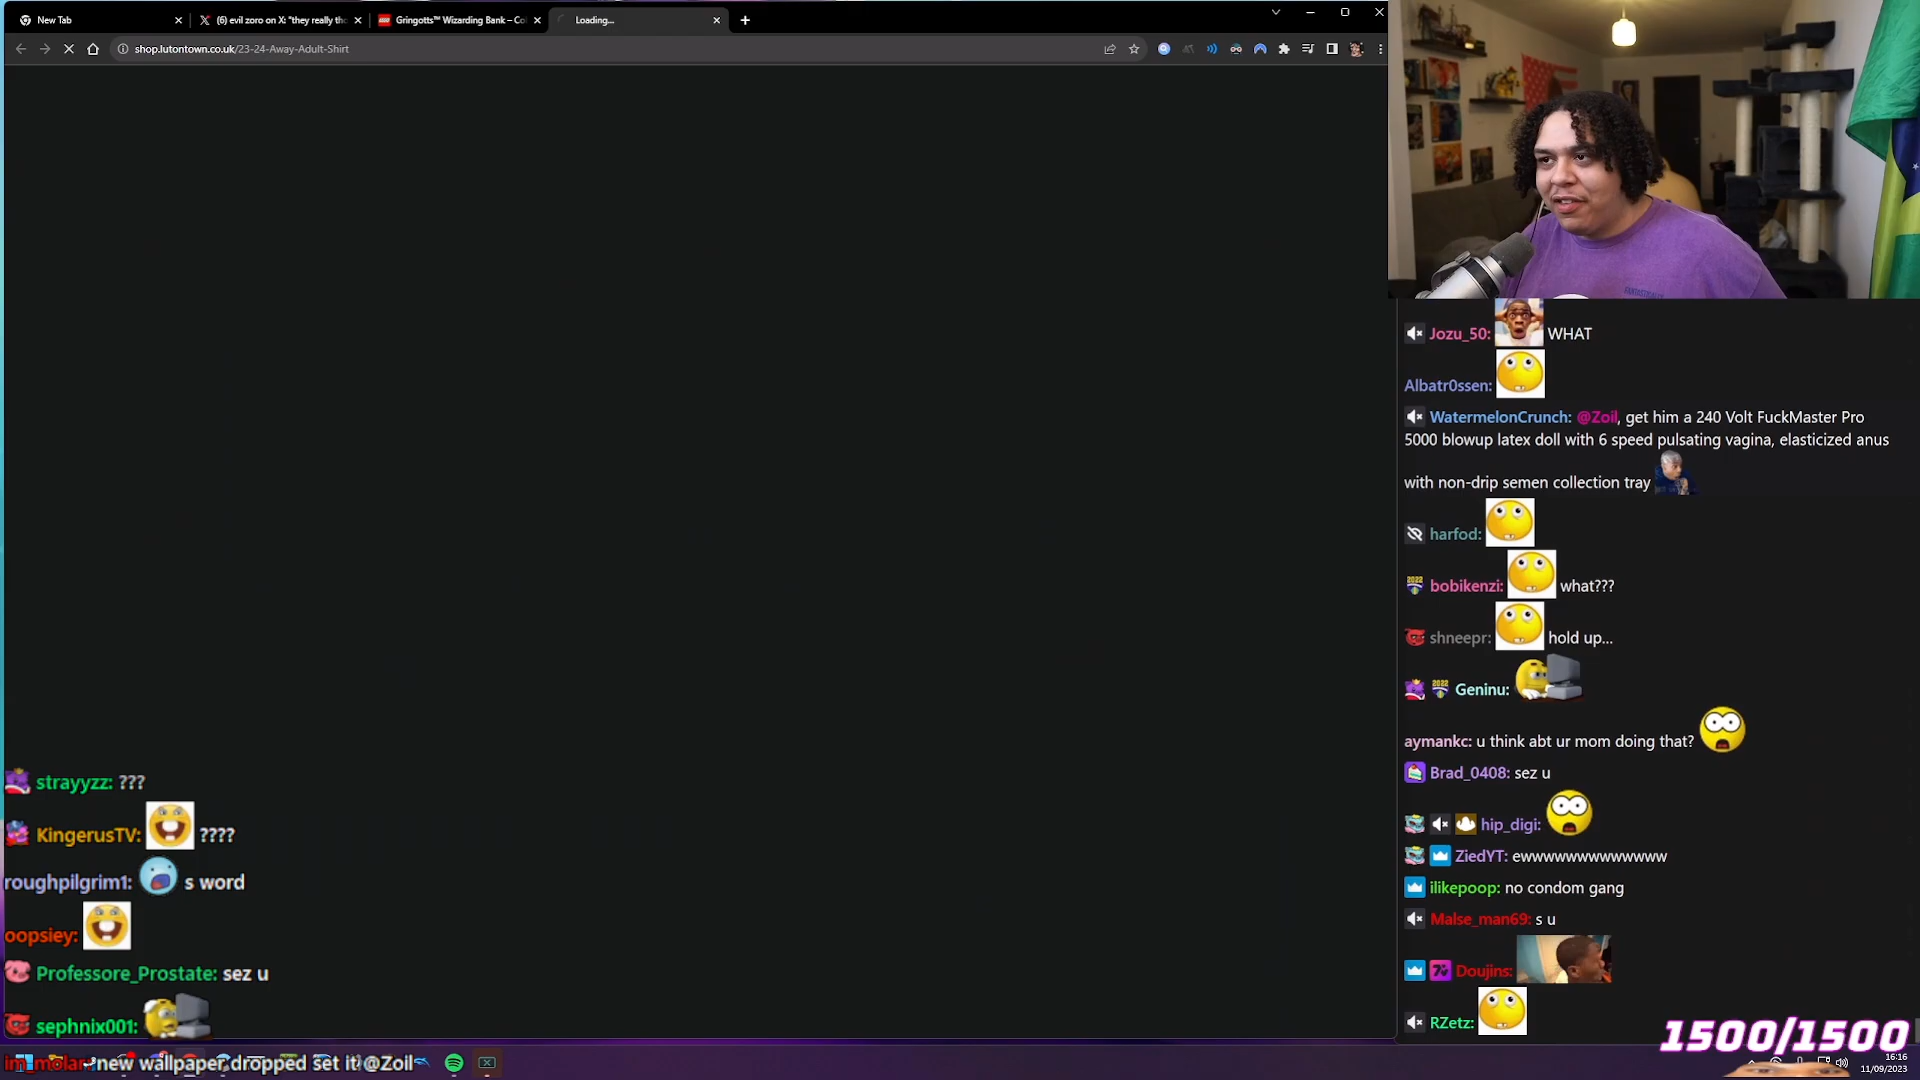 New Tab
(6) evil zoro on X: "they really tho
Gringotts™ Wizarding Bank – Co
Loading...
shop.lutontown.co.uk/23-24-Away-Adult-Shirt
Jozu_50: WHAT
Albatr0ssen:
WatermelonCrunch: @Zoil, get him a 240 Volt FuckMaster Pro
5000 blowup latex doll with 6 speed pulsating vagina, elasticized anus
with non-drip semen collection tray
harfod:
bobikenzi: what???
shneepr: hold up...
Geninu:
aymankc: u think abt ur mom doing that?
Brad_0408: sez u
hip_digi:
ZiedYT: ewwwwwwwwwwwww
ilikepoop: no condom gang
Malse_man69: s u
Doujins:
RZetz:
strayyzz: ???
KingerusTV: ????
roughpilgrim1: s word
oopsiey:
Professore_Prostate: sez u
sephnix001:
im_molar: new wallpaper dropped set it! @Zoil
1500/1500
16:16
11/09/2023